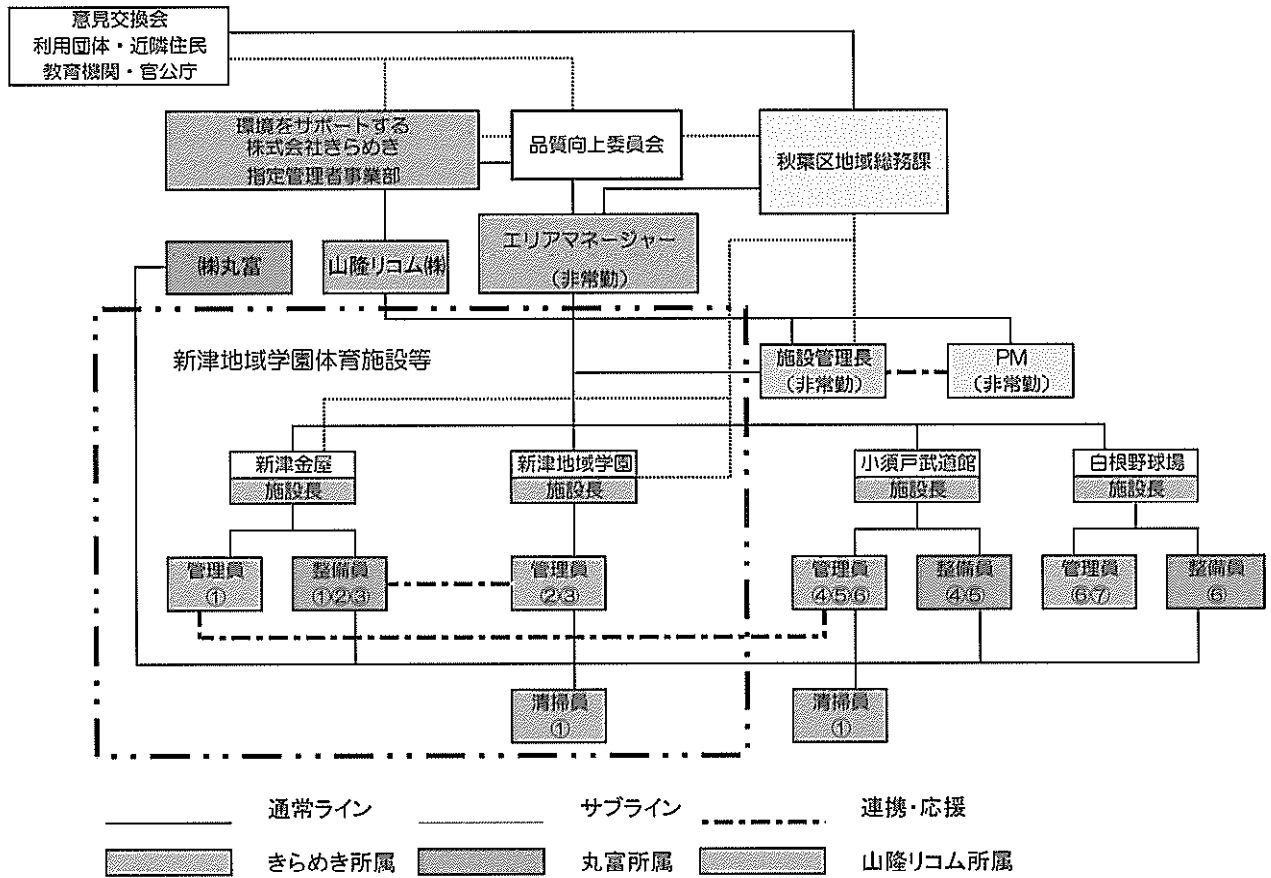 意見交換会
利用団体・近隣住民
教育機関・官公庁
環境をサポートする
株式会社きらめき
指定管理者事業部
品質向上委員会
秋葉区地域総務課
エリアマネージャー
(非常勤)
㈱丸富
山隆リコム㈱
新津地域学園体育施設等
施設管理長
(非常勤)
PM
(非常勤)
新津金屋
施設長
新津地域学園
施設長
小須戸武道館
施設長
白根野球場
施設長
管理員
①
整備員
①②③
管理員
②③
管理員
④⑤⑥
整備員
④⑤
管理員
⑥⑦
整備員
⑥
清掃員
①
清掃員
①
通常ライン
サブライン
連携・応援
きらめき所属
丸富所属
山隆リコム所属